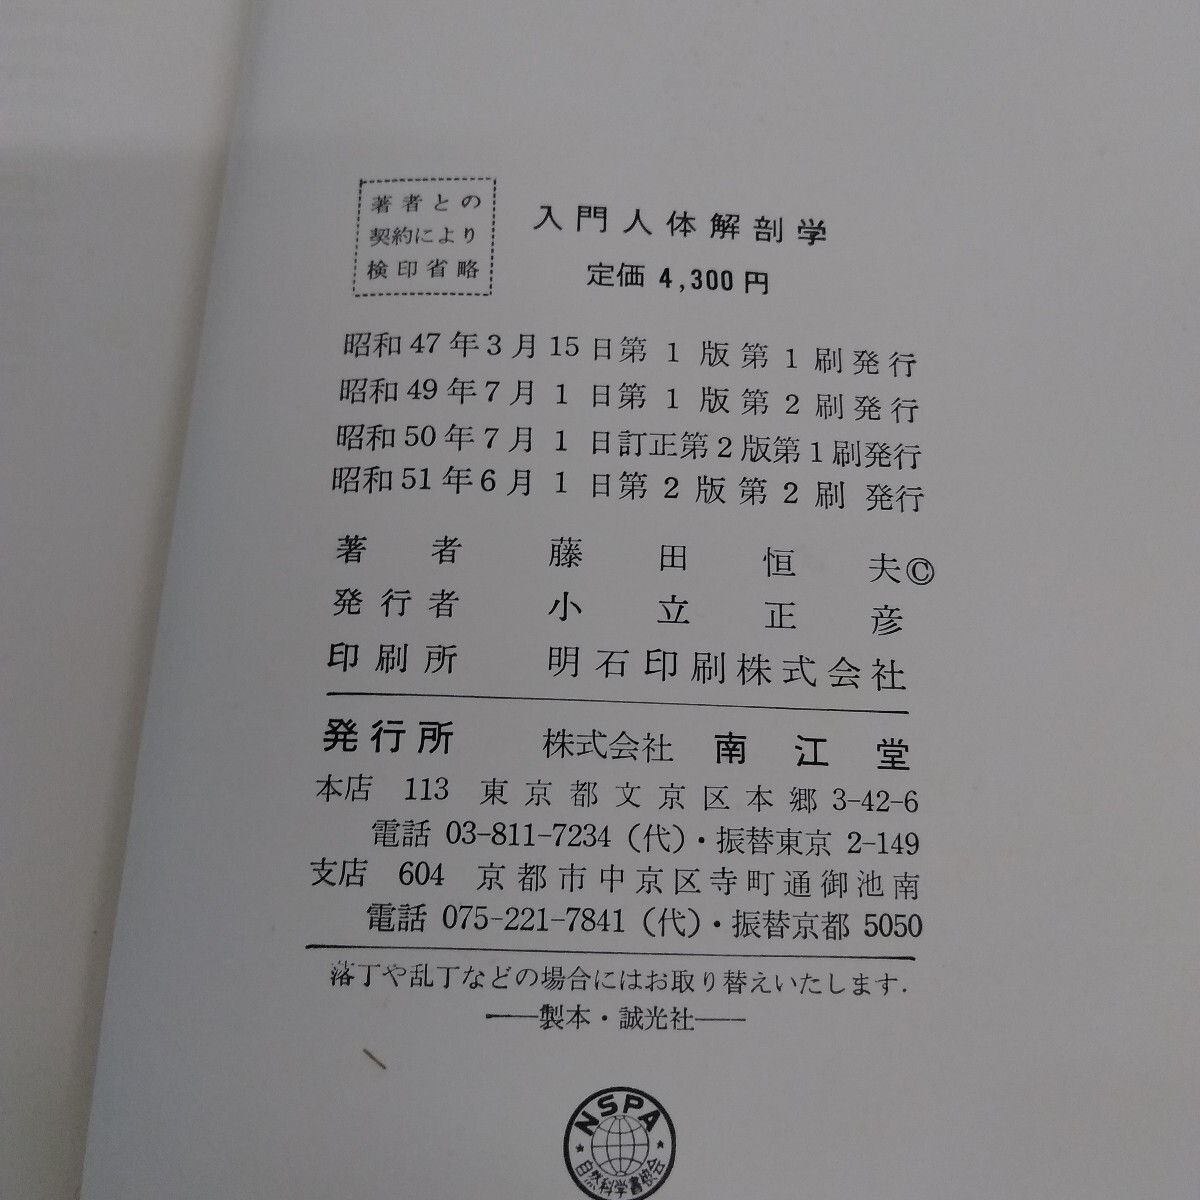 著者との
契約により
検印省略
入門人体解剖学
定価 4,300 円
昭和 47 年 3 月 15 日 第 1 版 第 1 刷 発行
昭和 49 年 7 月 1 日 第 1 版 第 2 刷 発行
昭和 50 年 7 月 1 日 訂正第 2 版第 1 刷発行
昭和 51 年 6 月 1 日 第 2 版 第 2 刷 発行
著者 藤田恒夫©
発行者 小立正彦
印刷所 明石印刷株式会社
発行所 株式会社 南江堂
本店 113 東京都文京区本郷 3-42-6
電話 03-811-7234 (代)・振替東京 2-149
支店 604 京都市中京区寺町通御池南
電話 075-221-7841 (代)・振替京都 5050
落丁や乱丁などの場合にはお取り替えいたします.
――製本・誠光社――
NSPA
自然科学書協会